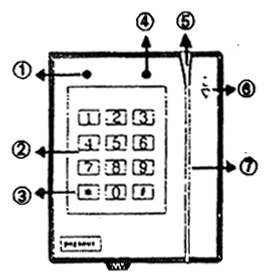 ④ ⑤
①
⑥
1 2 3
② 4 5 6
7 8 9 ⑦
③ * 0 #
pegasus